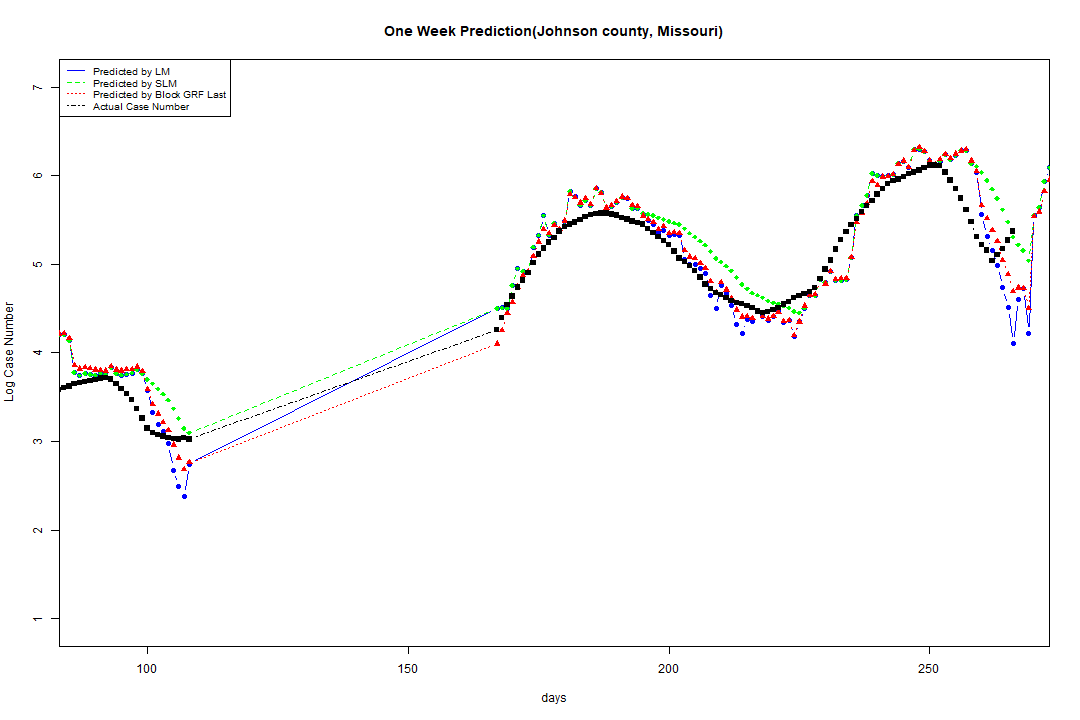 One Week Prediction(Johnson county, Missouri)
Predicted by LM
Predicted by SLM
Predicted by Block GRF Last
Actual Case Number
7
6
5
4
3
2
1
Log Case Number
100 150 200 250
days